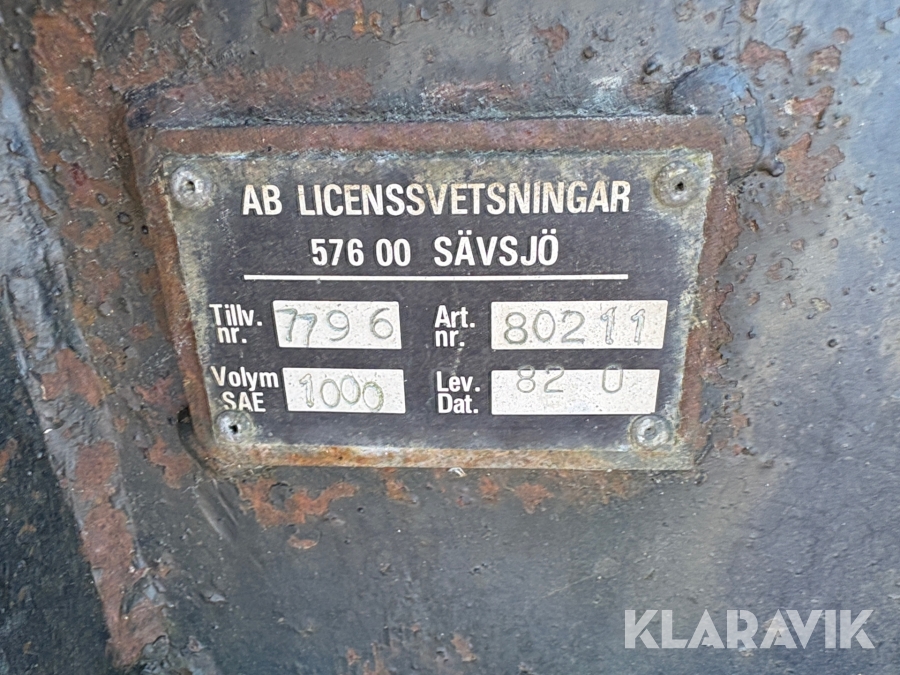 AB LICENSSVETSNINGAR
576 00 SÄVSJÖ
Tillv. nr. 7796 Art. nr. 80211
Volym SAE 1000 Lev. Dat. 82 0
KLARAVIK